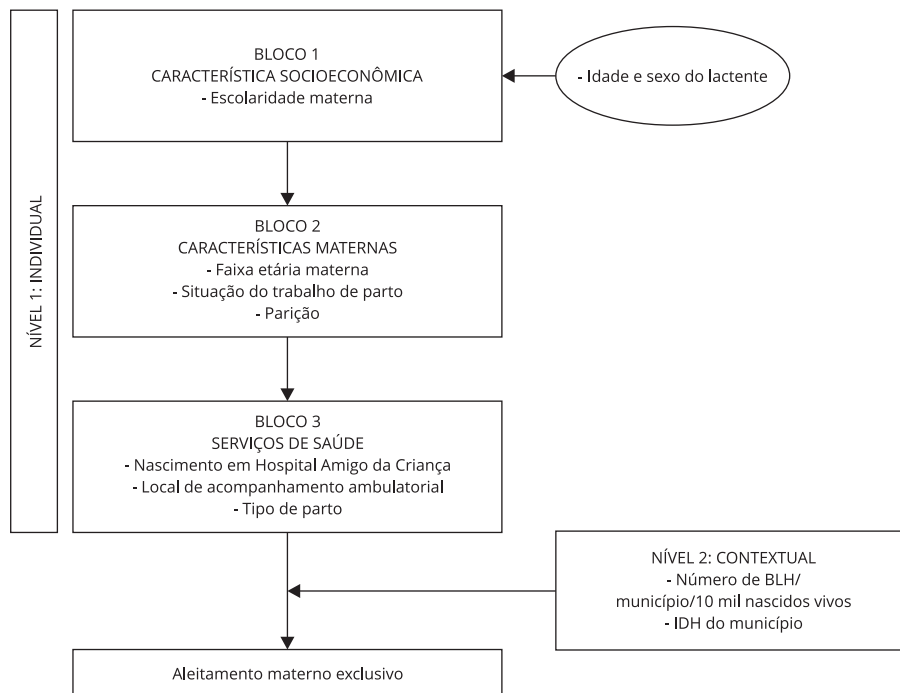 NÍVEL 1: INDIVIDUAL
BLOCO 1
CARACTERÍSTICA SOCIOECONÔMICA
- Escolaridade materna
- Idade e sexo do lactente
BLOCO 2
CARACTERÍSTICAS MATERNAS
- Faixa etária materna
- Situação do trabalho de parto
- Parição
BLOCO 3
SERVIÇOS DE SAÚDE
- Nascimento em Hospital Amigo da Criança
- Local de acompanhamento ambulatorial
- Tipo de parto
NÍVEL 2: CONTEXTUAL
- Número de BLH/
município/10 mil nascidos vivos
- IDH do município
Aleitamento materno exclusivo